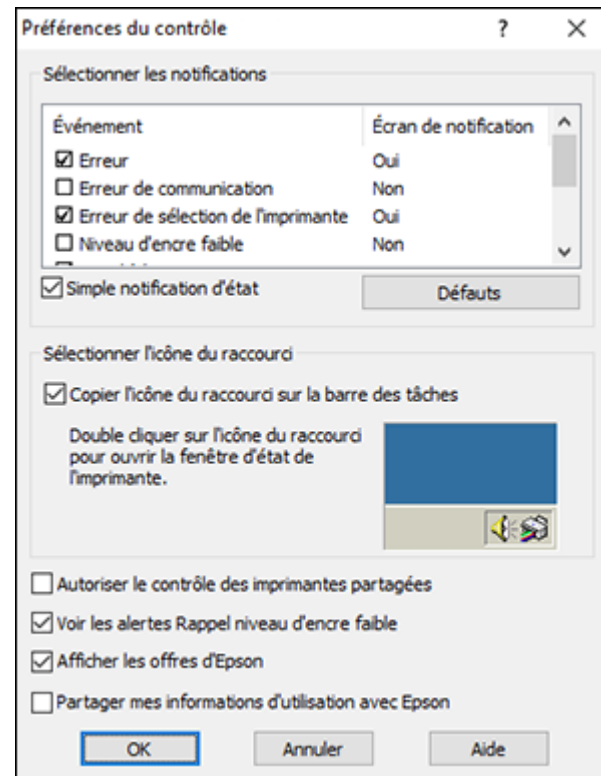 Préférences du contrôle ?
Sélectionner les notifications
Événement Écran de notification
Erreur Oui
Erreur de communication Non
Erreur de sélection de l'imprimante Oui
Niveau d'encre faible Non
Simple notification d'état Défauts
Sélectionner l'icône du raccourci
Copier l'icône du raccourci sur la barre des tâches
Double cliquer sur l'icône du raccourci
pour ouvrir la fenêtre d'état de
l'imprimante.
Autoriser le contrôle des imprimantes partagées
Voir les alertes Rappel niveau d'encre faible
Afficher les offres d'Epson
Partager mes informations d'utilisation avec Epson
OK Annuler Aide